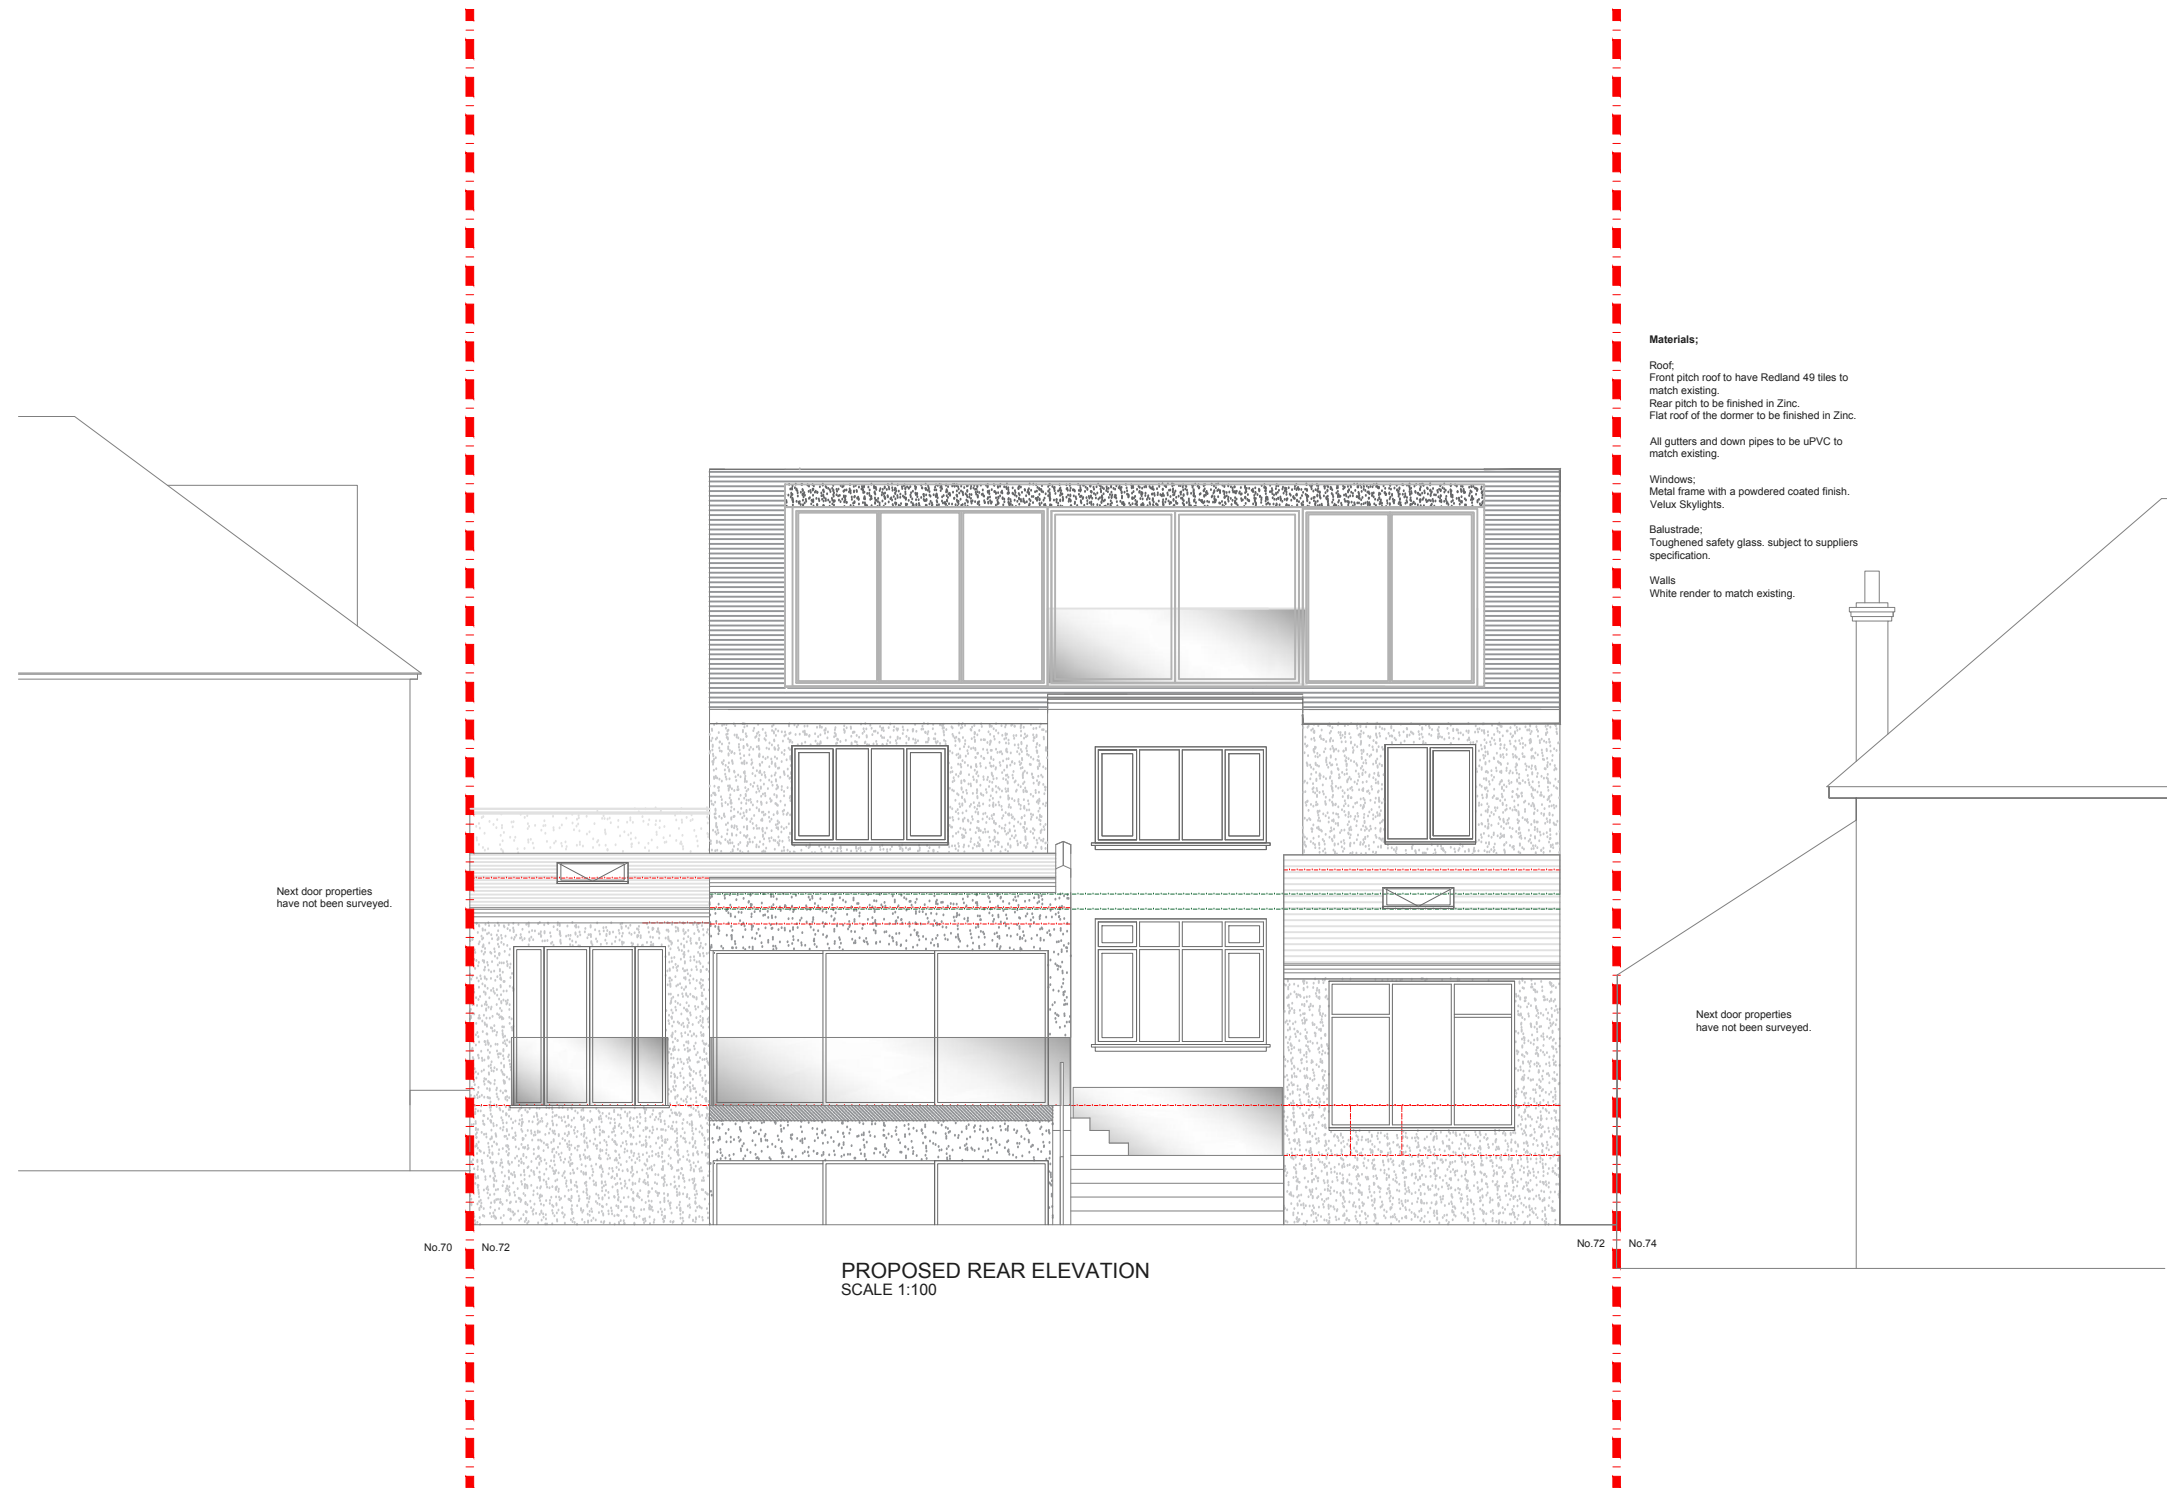 Materials;
Roof;
Front pitch roof to have Redland 49 tiles to
match existing.
Rear pitch to be finished in Zinc.
Flat roof of the dormer to be finished in Zinc.
All gutters and down pipes to be uPVC to
match existing.
Windows;
Metal frame with a powdered coated finish.
Velux Skylights.
Balustrade;
Toughened safety glass. subject to suppliers
specification.
Walls
White render to match existing.
Next door properties
have not been surveyed.
Next door properties
have not been surveyed.
No.70
No.72
No.72
No.74
PROPOSED REAR ELEVATION
SCALE 1:100